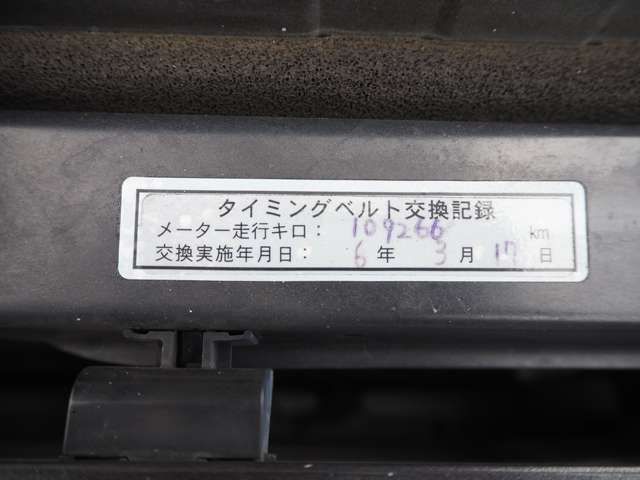 タイミングベルト交換記録
メーター走行キロ： 109266 km
交換実施年月日： 6 年 3 月 17 日